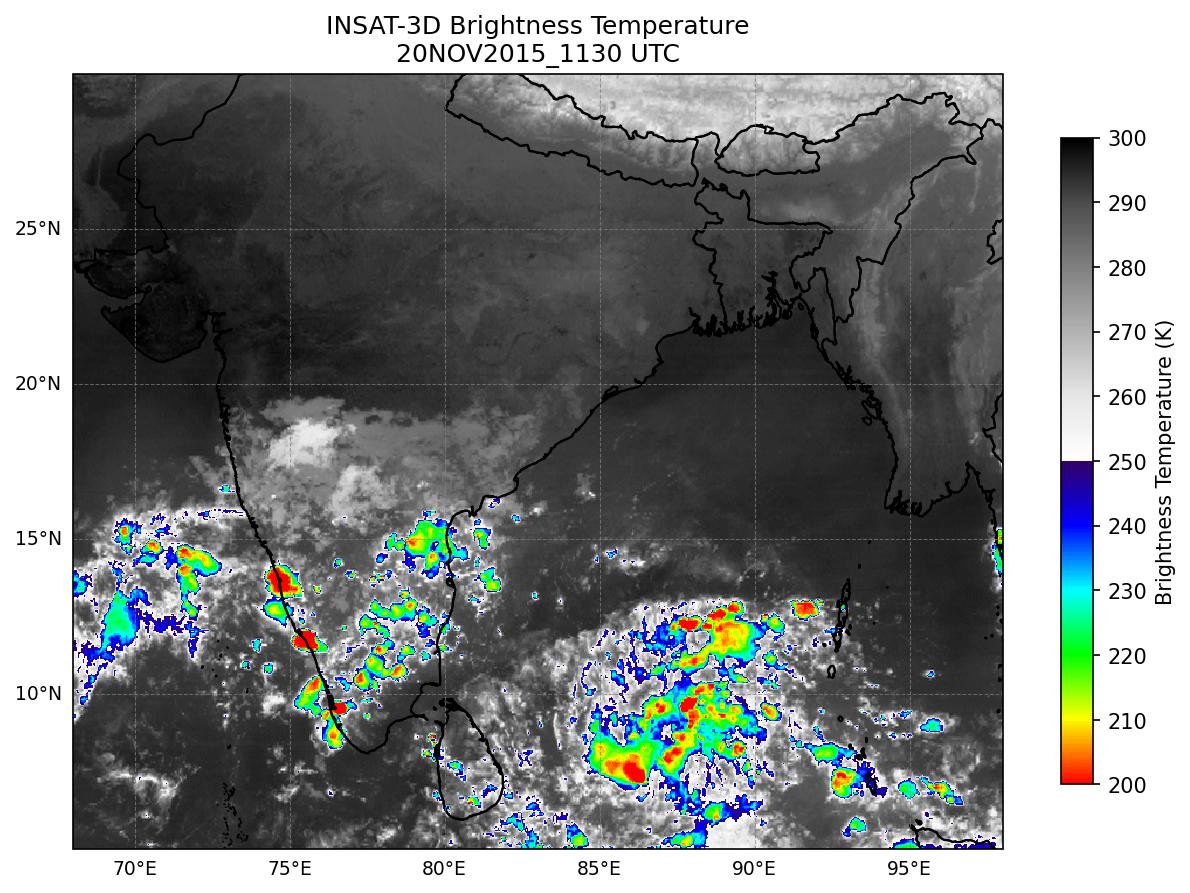 INSAT-3D Brightness Temperature
20NOV2015_1130 UTC
25°N
20°N
15°N
10°N
70°E
75°E
80°E
85°E
90°E
95°E
300
290
280
270
260
250
240
230
220
210
200
Brightness Temperature (K)